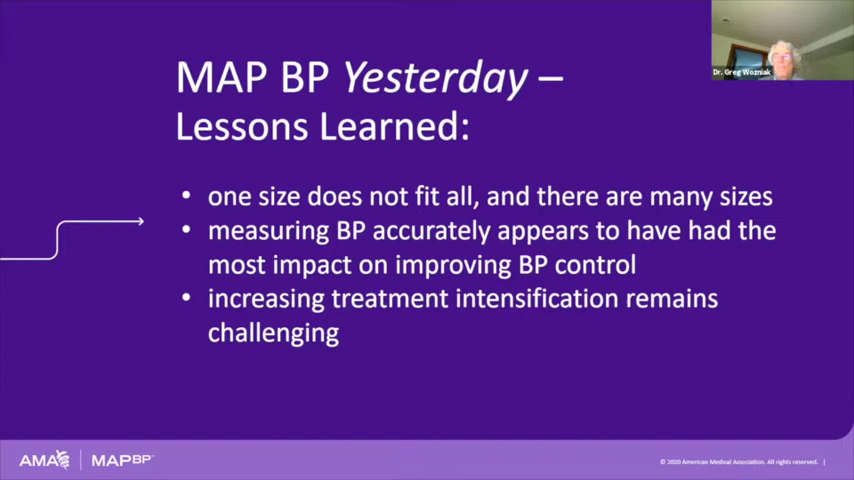 Dr. Greg Wozniak
MAP BP Yesterday –
Lessons Learned:
• one size does not fit all, and there are many sizes
• measuring BP accurately appears to have had the
most impact on improving BP control
• increasing treatment intensification remains
challenging
AMA | MAP BP™
© 2020 American Medical Association. All rights reserved. |